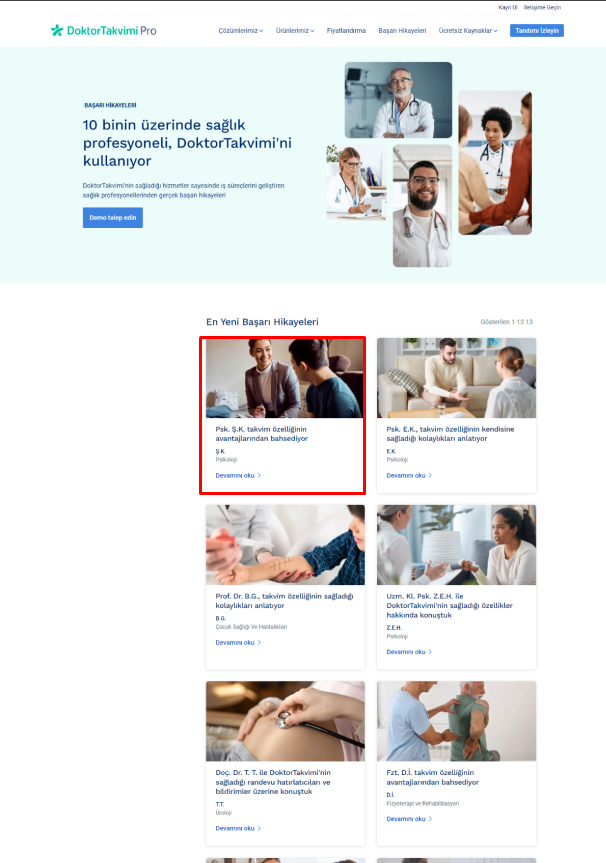 Kayıt Ol İletişime Geçin
DoktorTakvimi Pro
Çözümlerimiz Ürünlerimiz Fiyatlandırma Başarı Hikayeleri Ücretsiz Kaynaklar Tanıtımı İzleyin
BAŞARI HİKAYELERİ
10 binin üzerinde sağlık
profesyoneli, DoktorTakvimi'ni
kullanıyor
DoktorTakvimi'nin sağladığı hizmetler sayesinde iş süreçlerini geliştiren
sağlık profesyonellerinden gerçek başarı hikayeleri
Demo talep edin
En Yeni Başarı Hikayeleri
Gösterilen 1-13 13
Psk. Ş.K. takvim özelliğinin
avantajlarından bahsediyor
Ş.K.
Psikoloji
Devamını oku
Psk. E.K., takvim özelliğinin kendisine
sağladığı kolaylıkları anlatıyor
E.K.
Psikoloji
Devamını oku
Prof. Dr. B.G., takvim özelliğinin sağladığı
kolaylıkları anlatıyor
B.G.
Çocuk Sağlığı Ve Hastalıkları
Devamını oku
Uzm. Kl. Psk. Z.E.H. ile
DoktorTakvimi'nin sağladığı özellikler
hakkında konuştuk
Z.E.H.
Psikoloji
Devamını oku
Doç. Dr. T. T. ile DoktorTakvimi'nin
sağladığı randevu hatırlatıcıları ve
bildirimler üzerine konuştuk
T.T.
Üroloji
Devamını oku
Fzt. D.İ. takvim özelliğinin
avantajlarından bahsediyor
D.İ.
Fizyoterapi ve Rehabilitasyon
Devamını oku